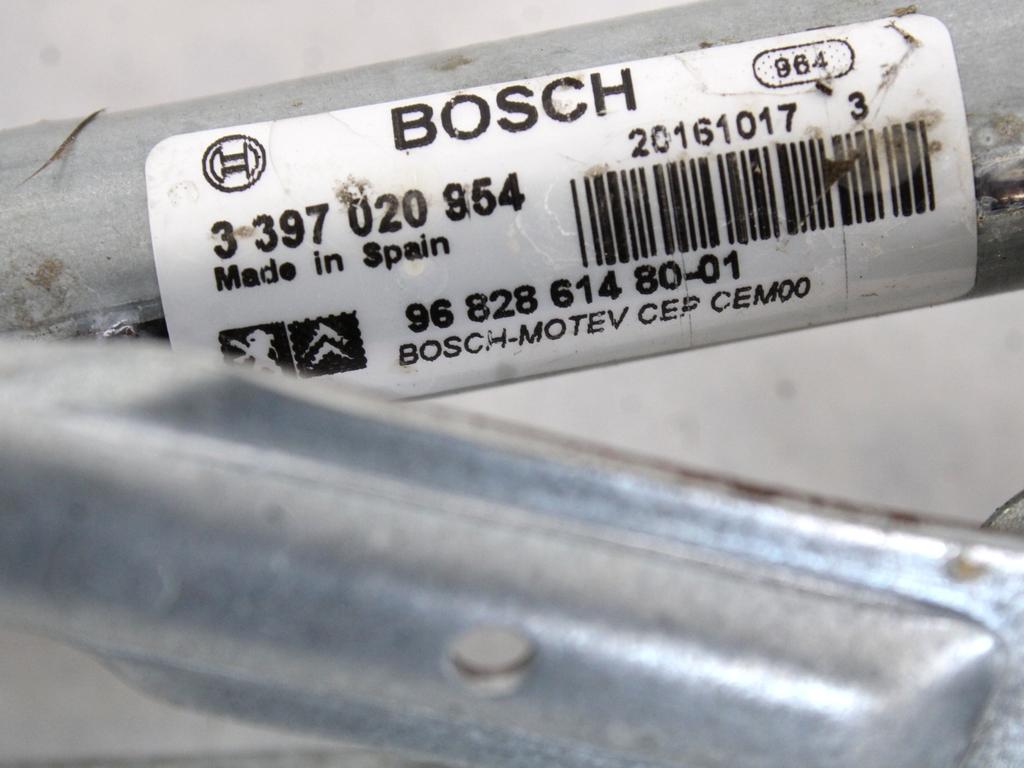 964
BOSCH
20161017 3
3 397 020 954
Made in Spain
96 828 614 80-01
BOSCH-MOTEV CEP CEM00